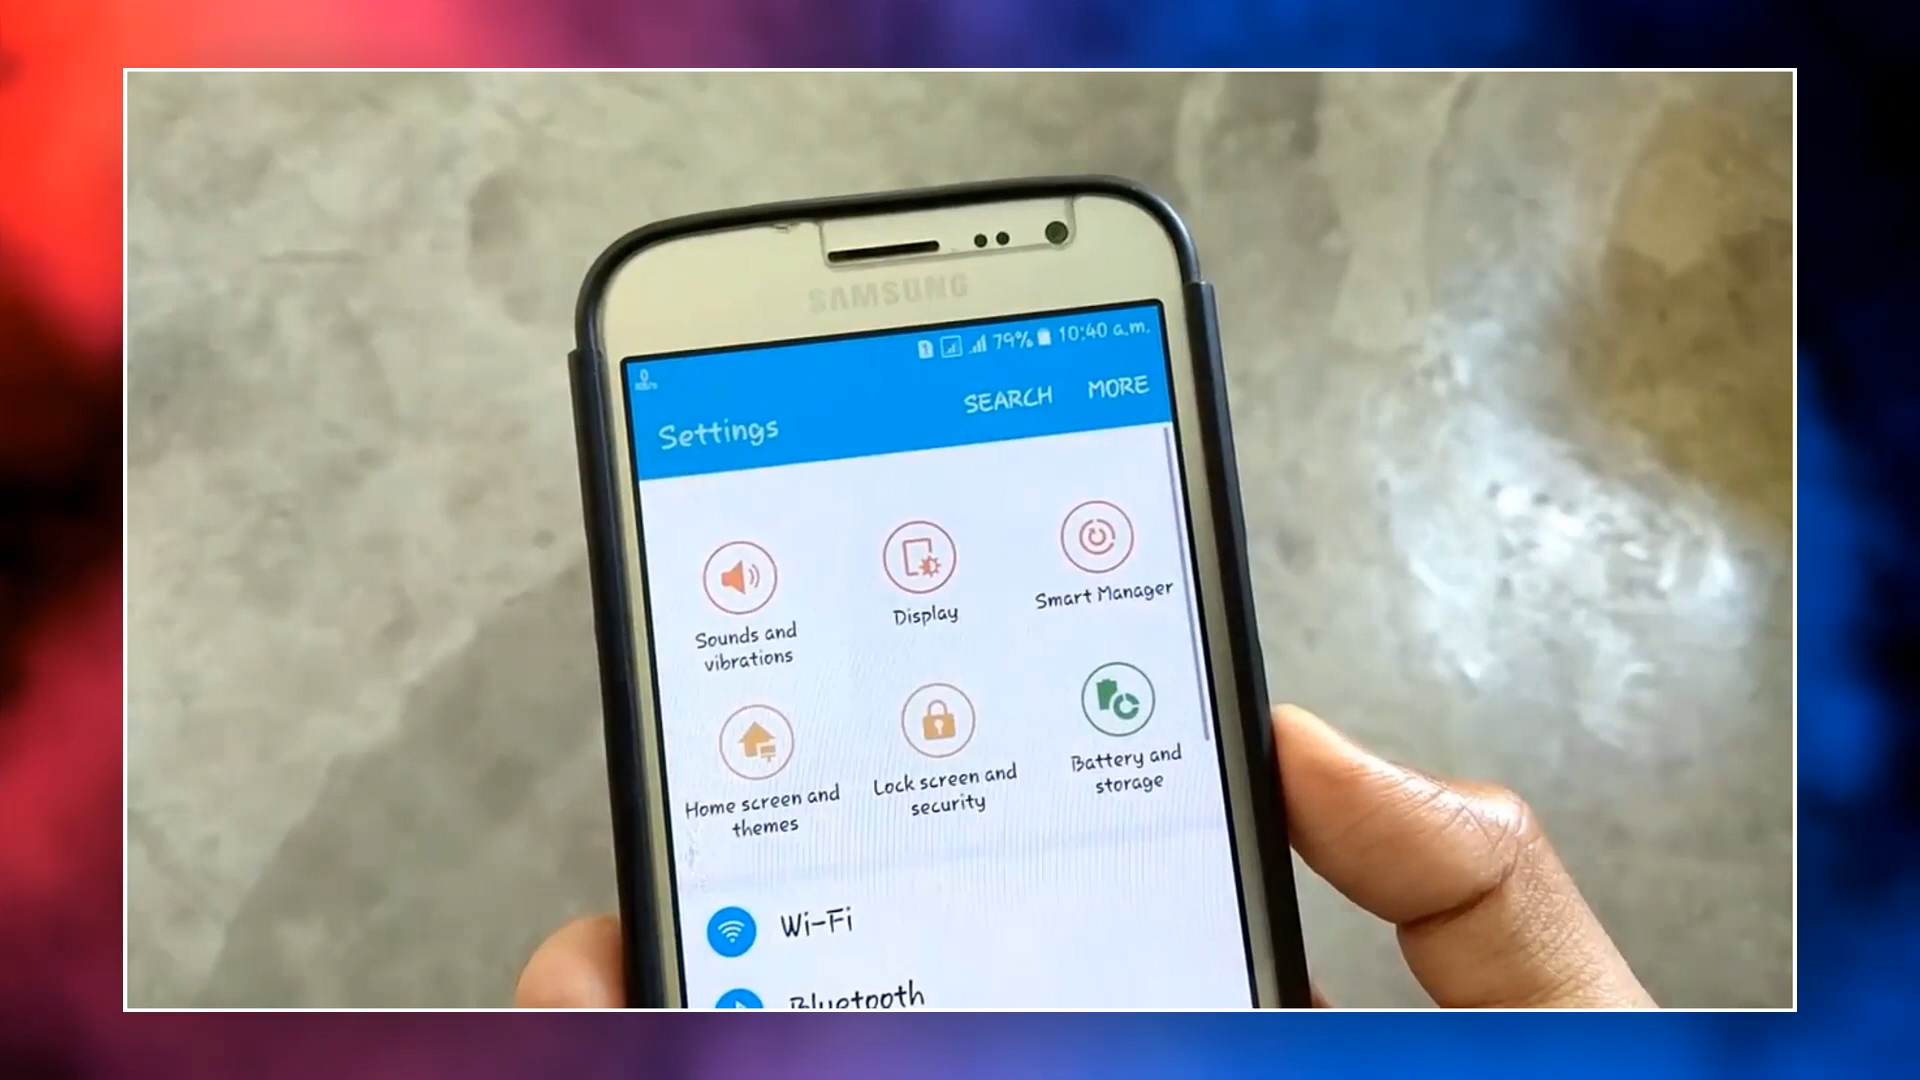 SAMSUNG
79% 10:40 a.m.
0
SEARCH MORE
Settings
Sounds and
vibrations
Display
Smart Manager
Home screen and
themes
Lock screen and
security
Battery and
storage
Wi-Fi
Bluetooth